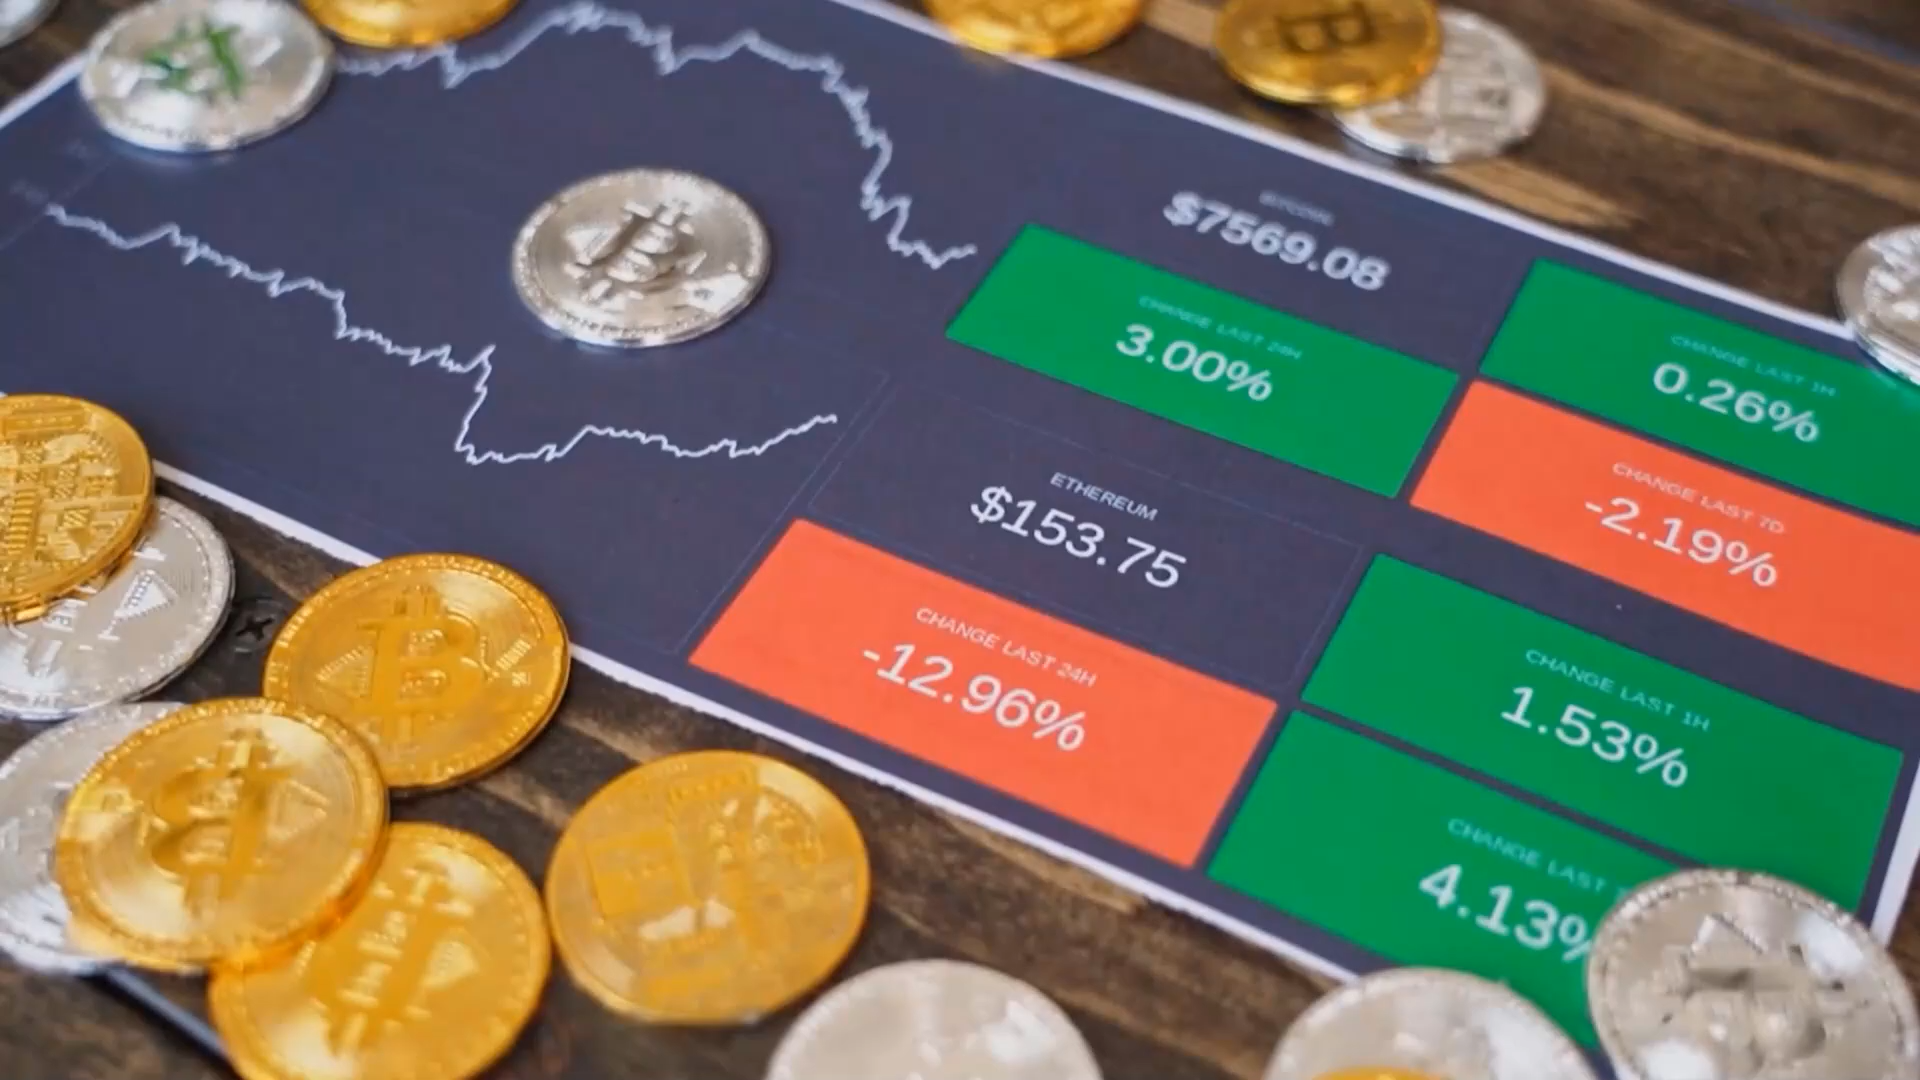 BITCOIN
$7569.08
CHANGE LAST 24H
3.00%
CHANGE LAST 1H
0.26%
CHANGE LAST 7D
-2.19%
ETHEREUM
$153.75
CHANGE LAST 24H
-12.96%
CHANGE LAST 1H
1.53%
CHANGE LAST
4.13%